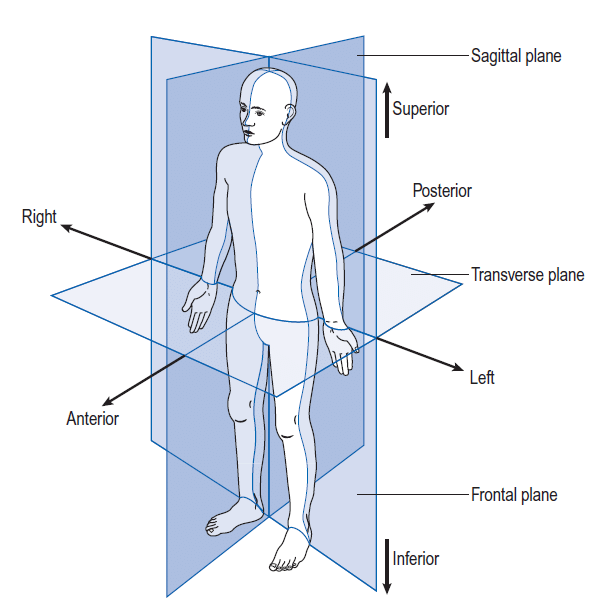 Sagittal plane
Superior
Posterior
Right
Transverse plane
Left
Anterior
Frontal plane
Inferior